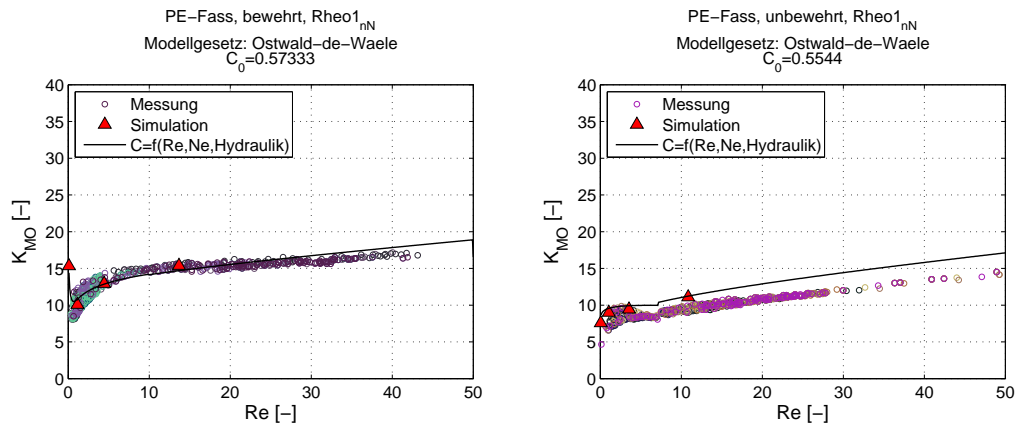 PE−Fass, bewehrt, Rheo1nN
Modellgesetz: Ostwald−de−Waele
C0=0.57333
40
35
30
25
20
15
10
5
0
KMO [−]
Messung
Simulation
C=f(Re,Ne,Hydraulik)
0 10 20 30 40 50
Re [−]
PE−Fass, unbewehrt, Rheo1nN
Modellgesetz: Ostwald−de−Waele
C0=0.5544
40
35
30
25
20
15
10
5
0
KMO [−]
Messung
Simulation
C=f(Re,Ne,Hydraulik)
0 10 20 30 40 50
Re [−]